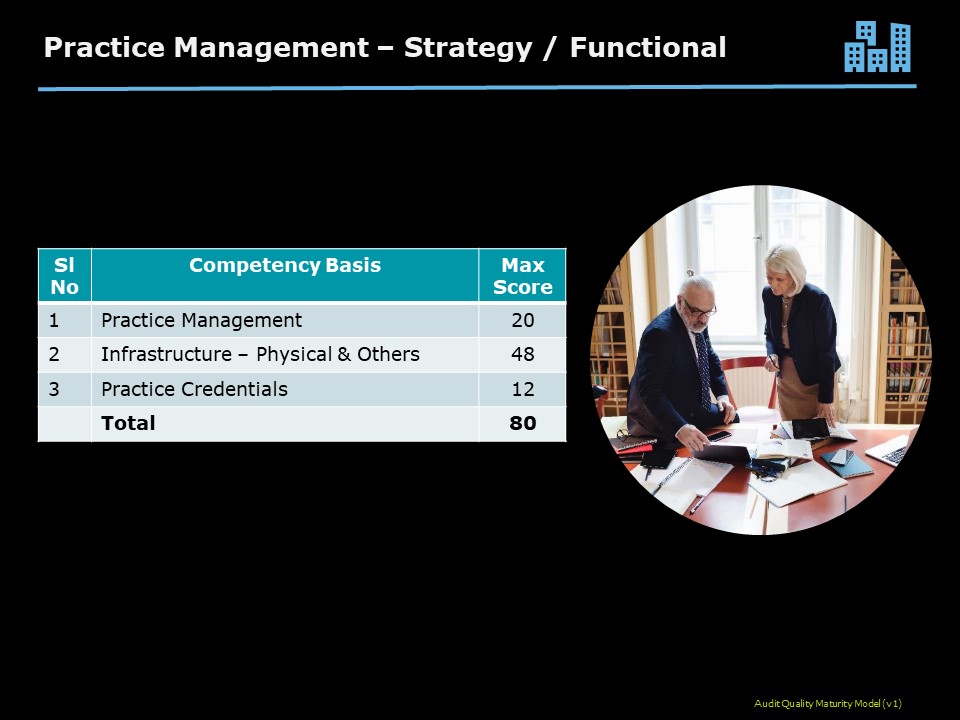 Practice Management – Strategy / Functional
Sl No Competency Basis Max Score
1 Practice Management 20
2 Infrastructure – Physical & Others 48
3 Practice Credentials 12
Total 80
Audit Quality Maturity Model (v1)